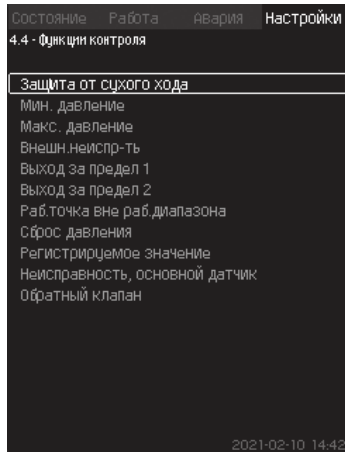 Состояние Работа Авария Настройки
4.4 - Функции контроля
Защита от сухого хода
Мин. давление
Макс. давление
Внешн.неиспр-ть
Выход за предел 1
Выход за предел 2
Раб.точка вне раб.диапазона
Сброс давления
Регистрируемое значение
Неисправность, основной датчик
Обратный клапан
2021-02-10 14:42